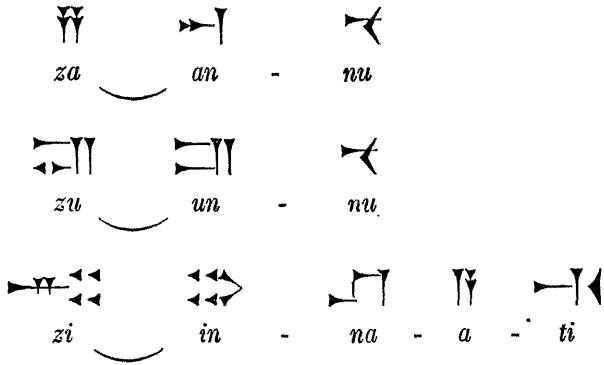 𒍝 𒀭 𒉡
za‿an - nu
𒍪 𒌦 𒉡
zu‿un - nu
𒍣 𒅔 𒈾 𒀀 𒋾
zi‿in - na - a - ti